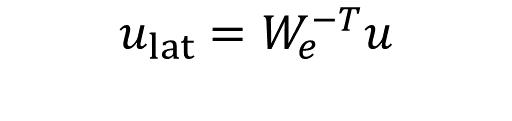 𝑢_lat = 𝑊_𝑒^{−𝑇}𝑢